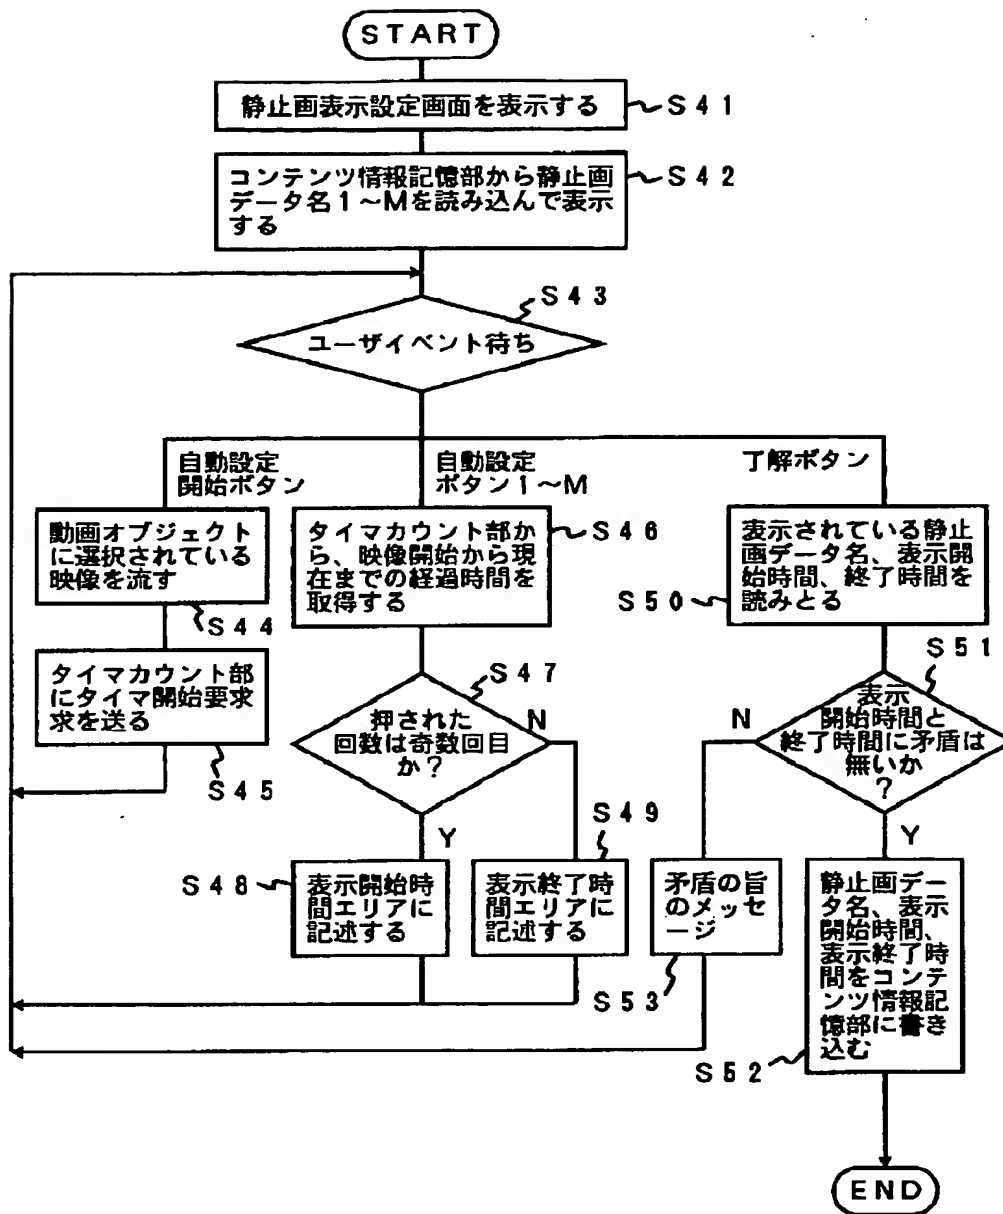 START
静止画表示設定画面を表示する
S41
コンテンツ情報記憶部から静止画
データ名1～Mを読み込んで表示
する
S42
S43
ユーザイベント待ち
自動設定
開始ボタン
自動設定
ボタン1～M
了解ボタン
動画オブジェクト
に選択されている
映像を流す
S44
タイマカウント部
にタイマ開始要求
求を送る
S45
タイマカウント部か
ら、映像開始から現
在までの経過時間を
取得する
S46
S47
押された
回数は奇数回目
か？
N
Y
S48
表示開始時
間エリアに
記述する
S49
表示終了時
間エリアに
記述する
表示されている静止
画データ名、表示開
始時間、終了時間を
読みとる
S50
S51
表示
開始時間と
終了時間に矛盾は
無いか
？
N
Y
矛盾の旨
のメッセ
ージ
S53
静止画デー
タ名、表示
開始時間、
表示終了時
間をコンテ
ンツ情報記
憶部に書き
込む
S52
END